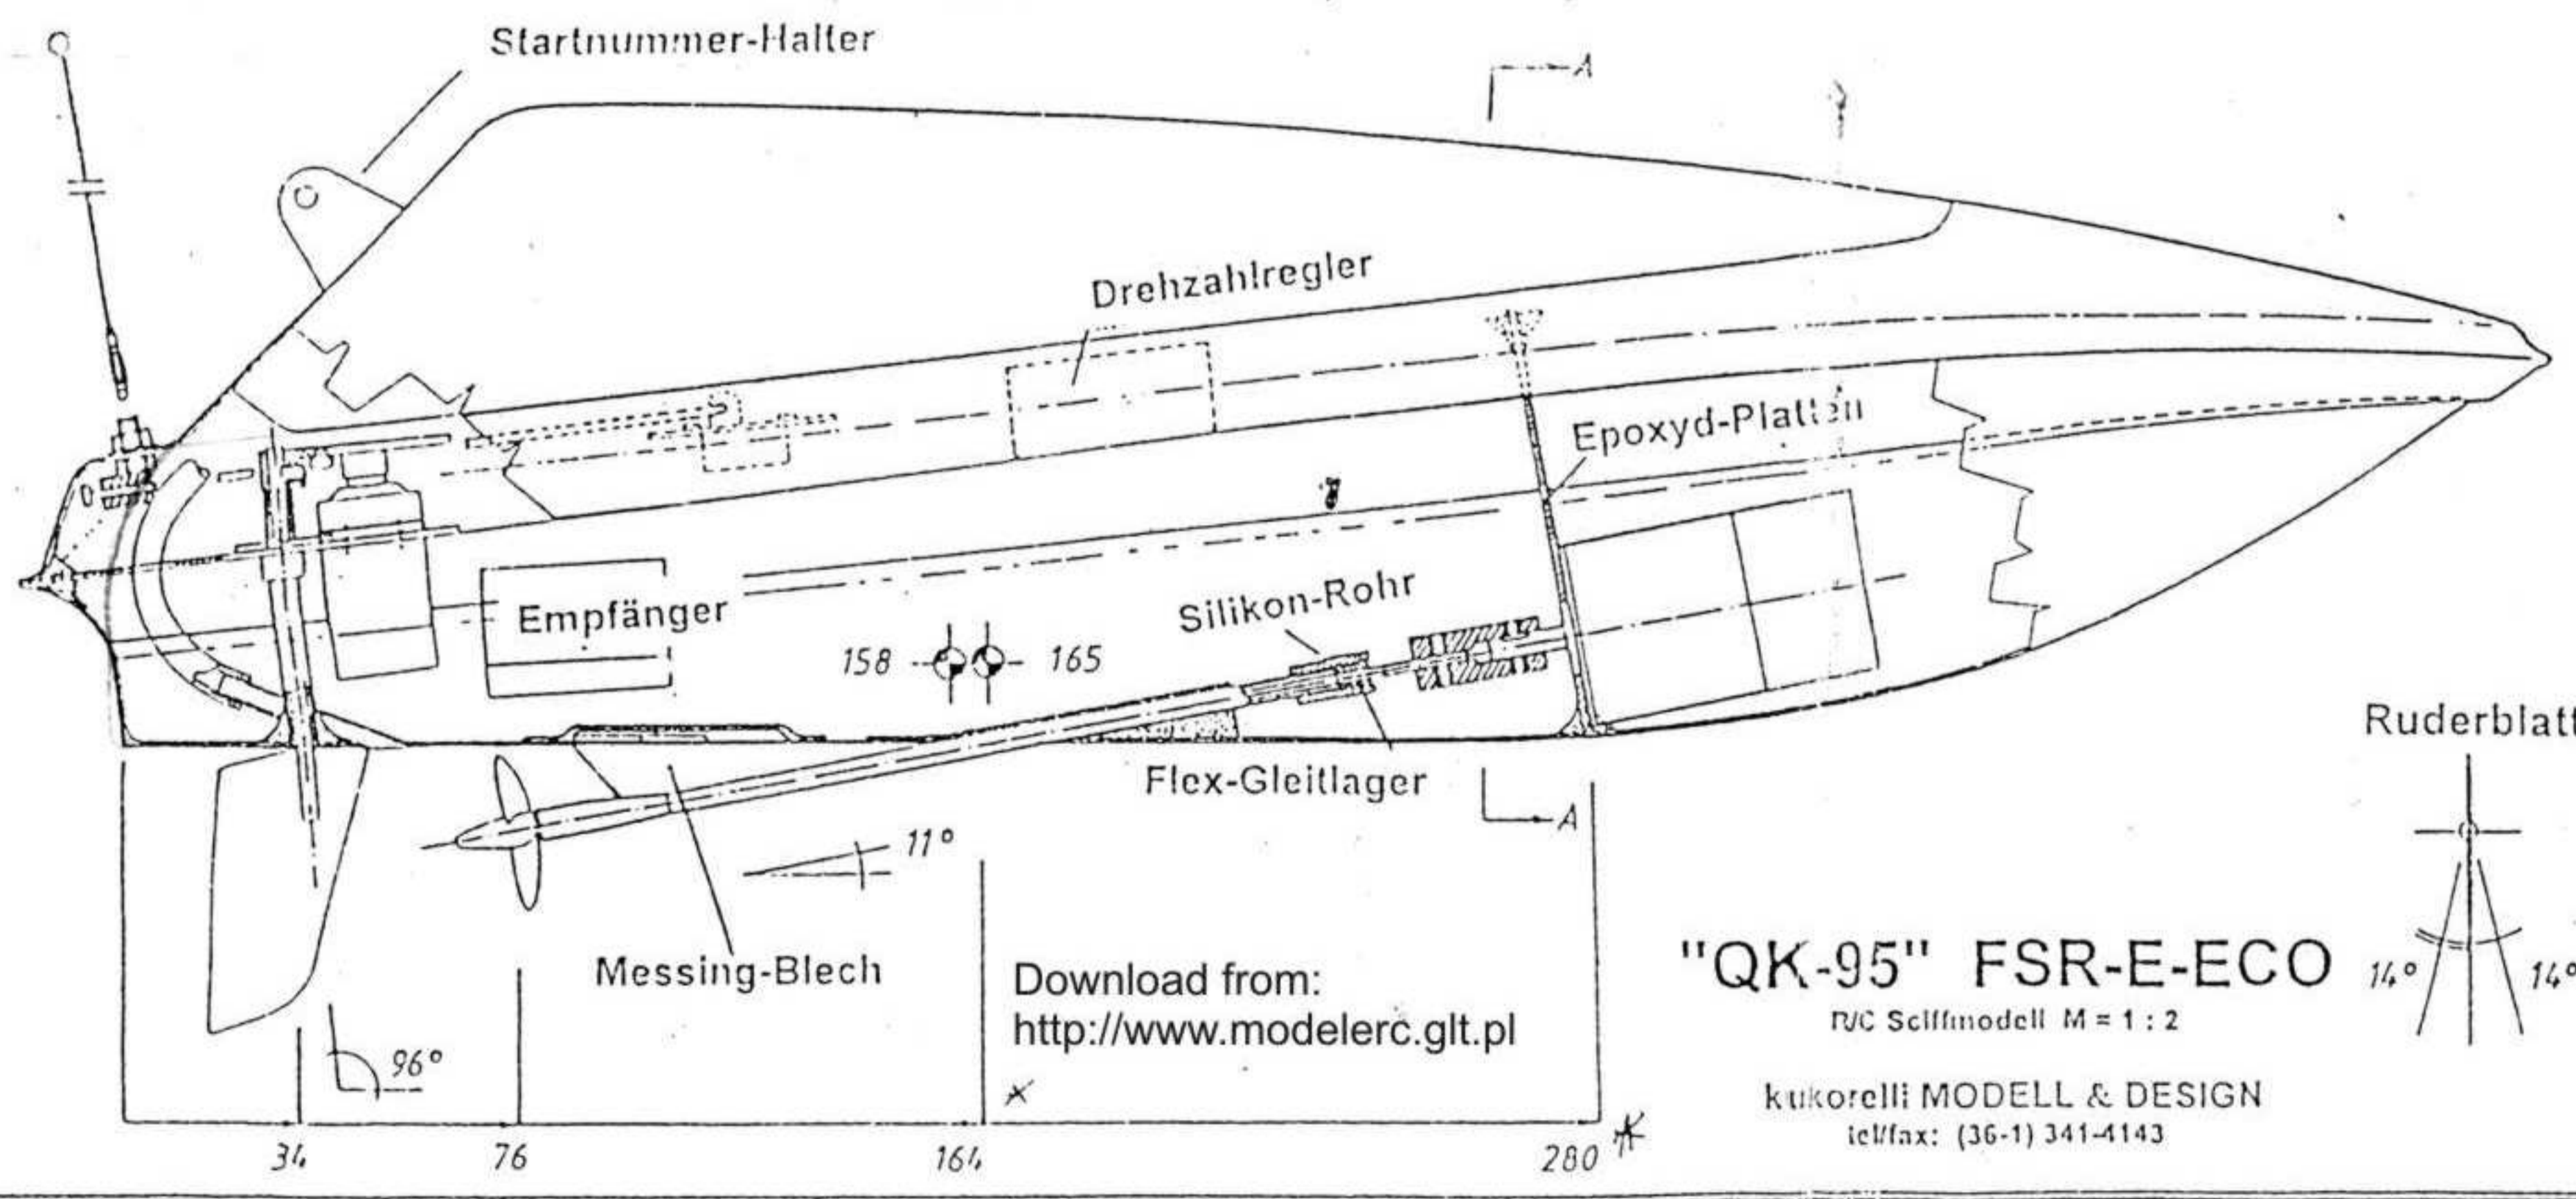 Startnummer-Halter
A
Drehzahlregler
Epoxyd-Platten
Silikon-Rohr
Empfänger
158
165
Ruderblatt
Flex-Gleitlager
A
11°
Messing-Blech
Download from:
http://www.modelerc.glt.pl
"QK-95" FSR-E-ECO
14°
14°
R/C Sciffmodell M = 1 : 2
96°
kukorelli MODELL & DESIGN
tel/fax: (36-1) 341-4143
34
76
164
280